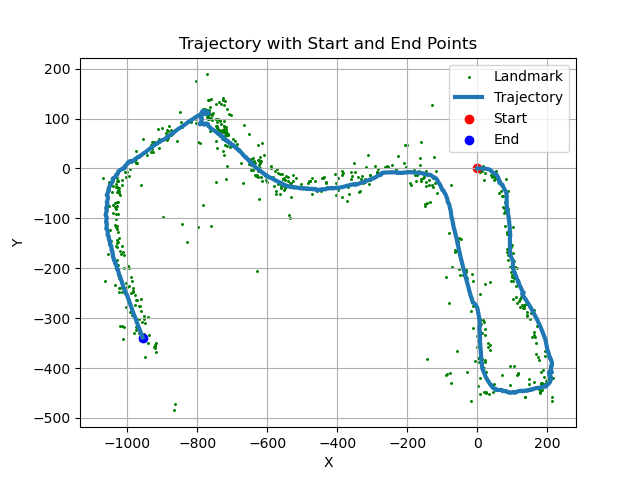 Trajectory with Start and End Points
Landmark
Trajectory
Start
End
200
100
0
−100
−200
−300
−400
−500
Y
−1000
−800
−600
−400
−200
0
200
X